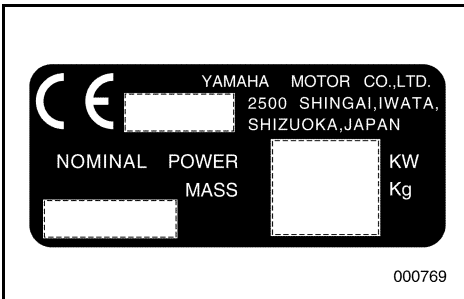 CE YAMAHA MOTOR CO.,LTD.
2500 SHINGAI,IWATA,
SHIZUOKA,JAPAN
NOMINAL POWER KW
MASS Kg
000769